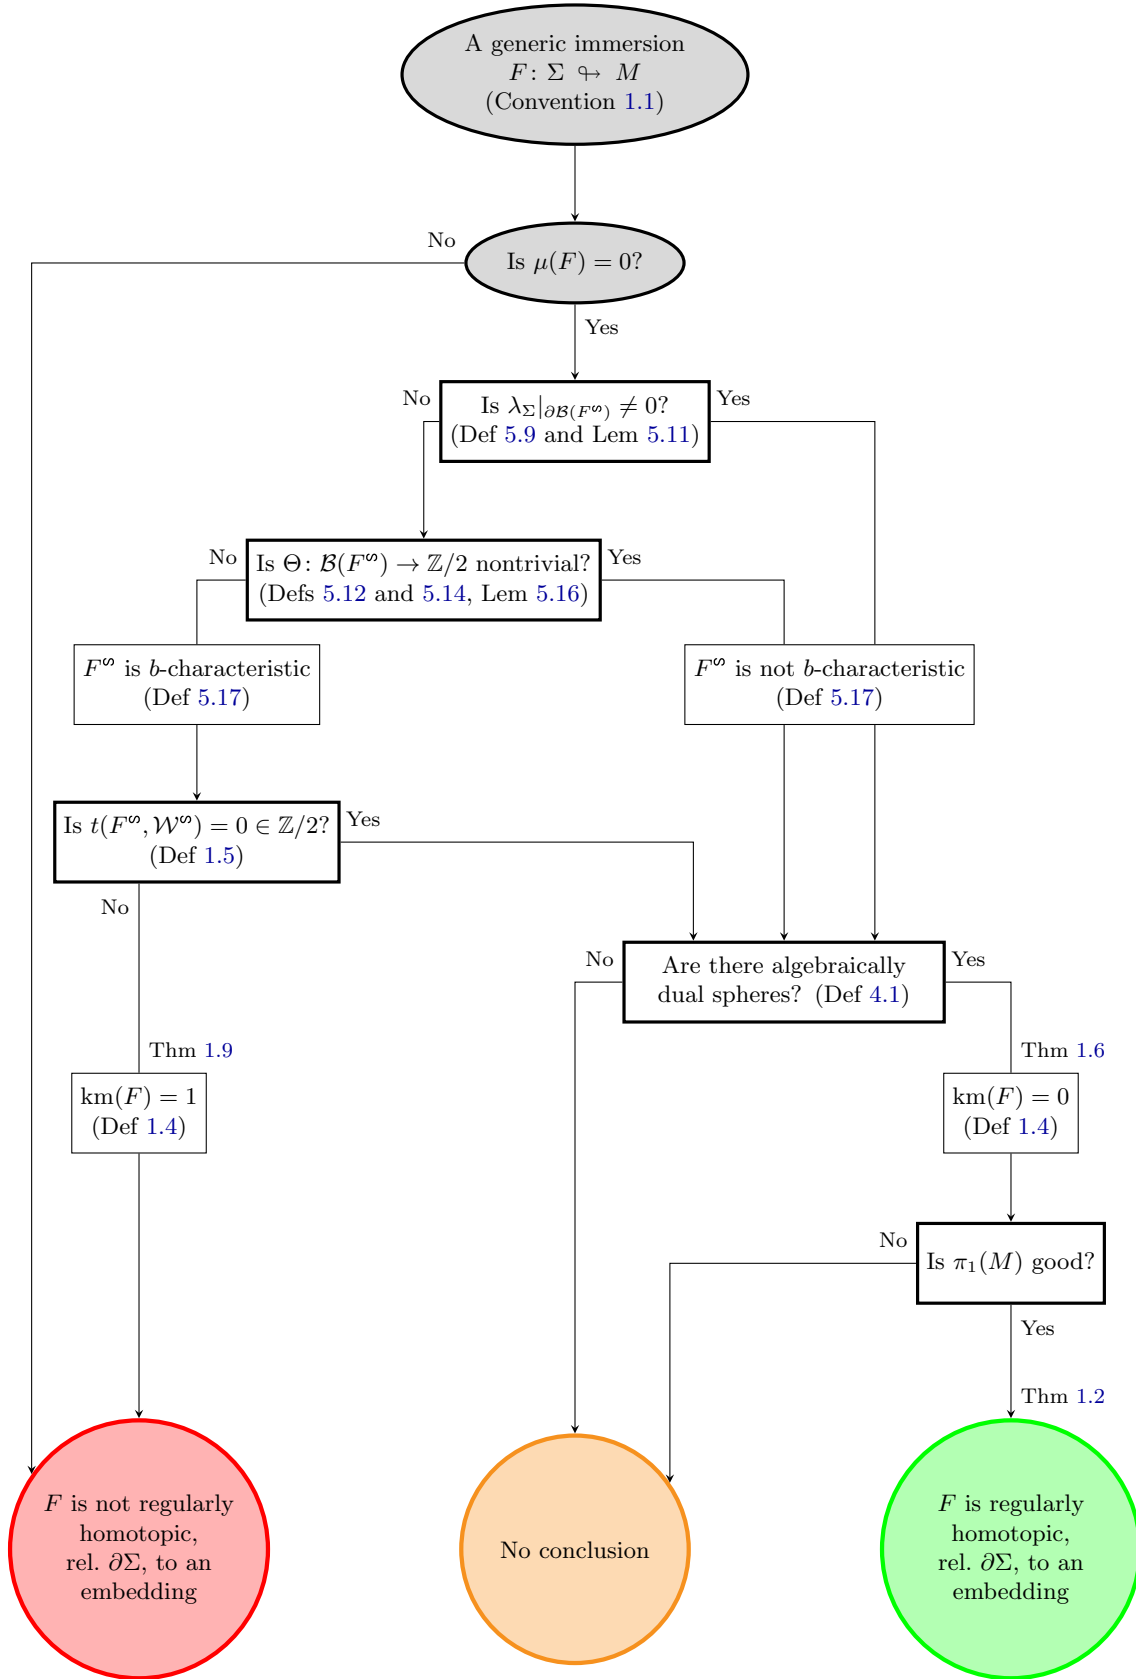 A generic immersion
F: Σ ↬ M
(Convention 1.1)
No
Is μ(F) = 0?
Yes
No
Is λ_Σ|_{∂ℬ(F^ᔕ)} ≠ 0?
(Def 5.9 and Lem 5.11)
Yes
No
Is Θ: ℬ(F^ᔕ) → ℤ/2 nontrivial?
(Defs 5.12 and 5.14, Lem 5.16)
Yes
F^ᔕ is b-characteristic
(Def 5.17)
F^ᔕ is not b-characteristic
(Def 5.17)
Is t(F^ᔕ, 𝒲^ᔕ) = 0 ∈ ℤ/2?
(Def 1.5)
Yes
No
No
Are there algebraically
dual spheres? (Def 4.1)
Yes
Thm 1.9
km(F) = 1
(Def 1.4)
Thm 1.6
km(F) = 0
(Def 1.4)
No
Is π₁(M) good?
Yes
Thm 1.2
F is not regularly
homotopic,
rel. ∂Σ, to an
embedding
No conclusion
F is regularly
homotopic,
rel. ∂Σ, to an
embedding